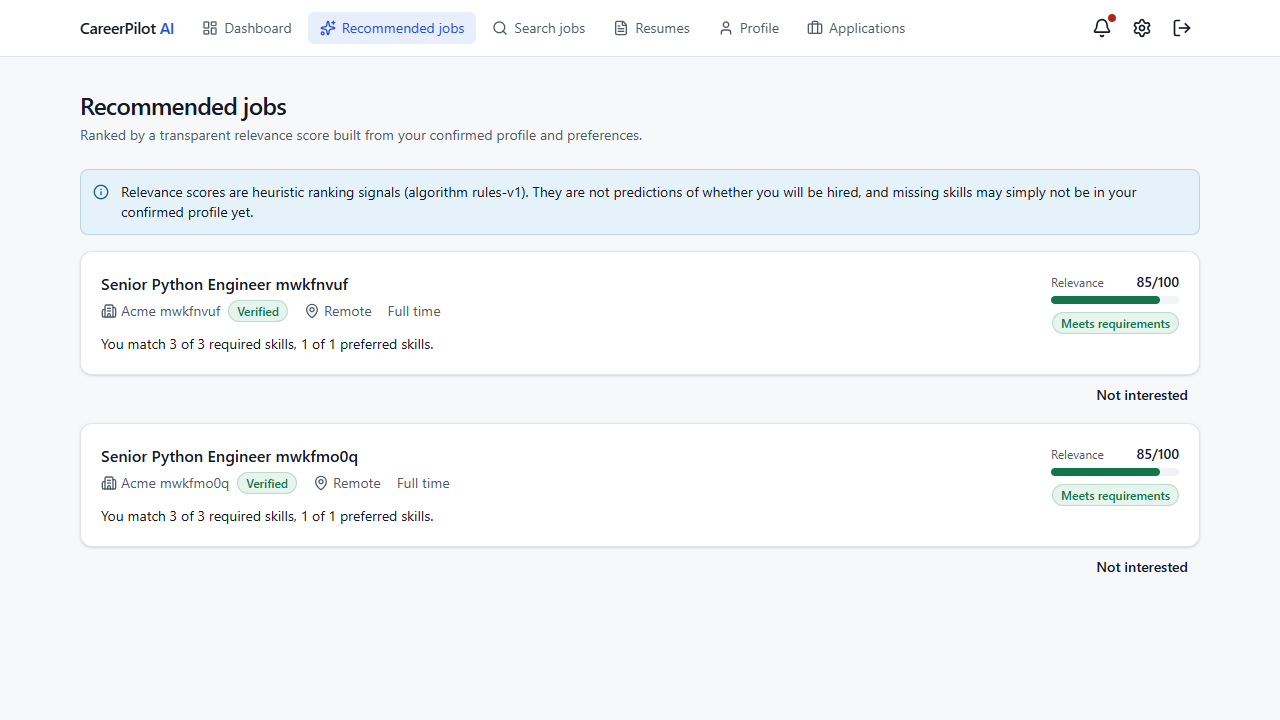 CareerPilot AI Dashboard Recommended jobs Search jobs Resumes Profile Applications
Recommended jobs
Ranked by a transparent relevance score built from your confirmed profile and preferences.
Relevance scores are heuristic ranking signals (algorithm rules-v1). They are not predictions of whether you will be hired, and missing skills may simply not be in your
confirmed profile yet.
Senior Python Engineer mwkfnvuf
Relevance 85/100
Acme mwkfnvuf Verified Remote Full time
Meets requirements
You match 3 of 3 required skills, 1 of 1 preferred skills.
Not interested
Senior Python Engineer mwkfmo0q
Relevance 85/100
Acme mwkfmo0q Verified Remote Full time
Meets requirements
You match 3 of 3 required skills, 1 of 1 preferred skills.
Not interested